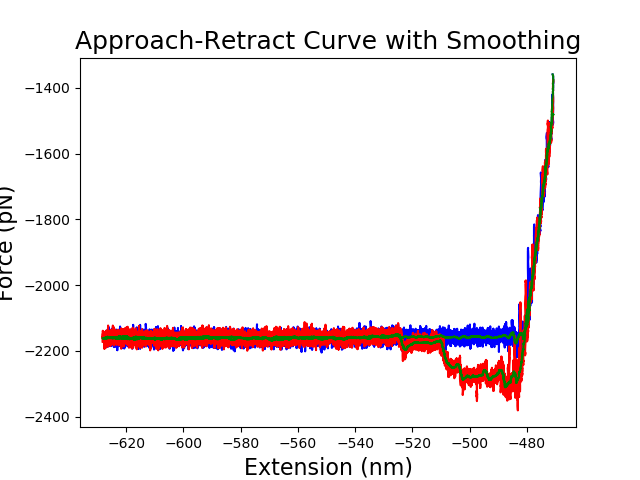 Approach-Retract Curve with Smoothing
Force (pN)
−1400
−1600
−1800
−2000
−2200
−2400
−620 −600 −580 −560 −540 −520 −500 −480
Extension (nm)